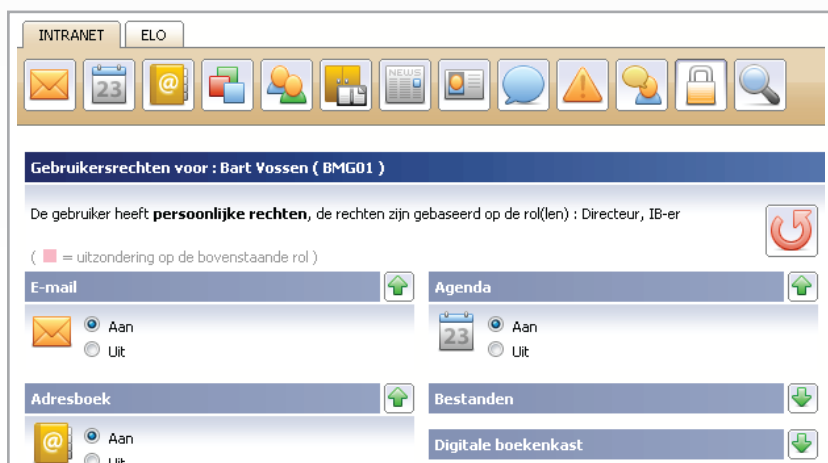 INTRANET ELO
23 @ NEWS
Gebruikersrechten voor : Bart Vossen ( BMG01 )
De gebruiker heeft persoonlijke rechten, de rechten zijn gebaseerd op de rol(len) : Directeur, IB-er
( = uitzondering op de bovenstaande rol )
E-mail
Aan
Uit
Agenda
23
Aan
Uit
Adresboek
@
Aan
Uit
Bestanden
Digitale boekenkast